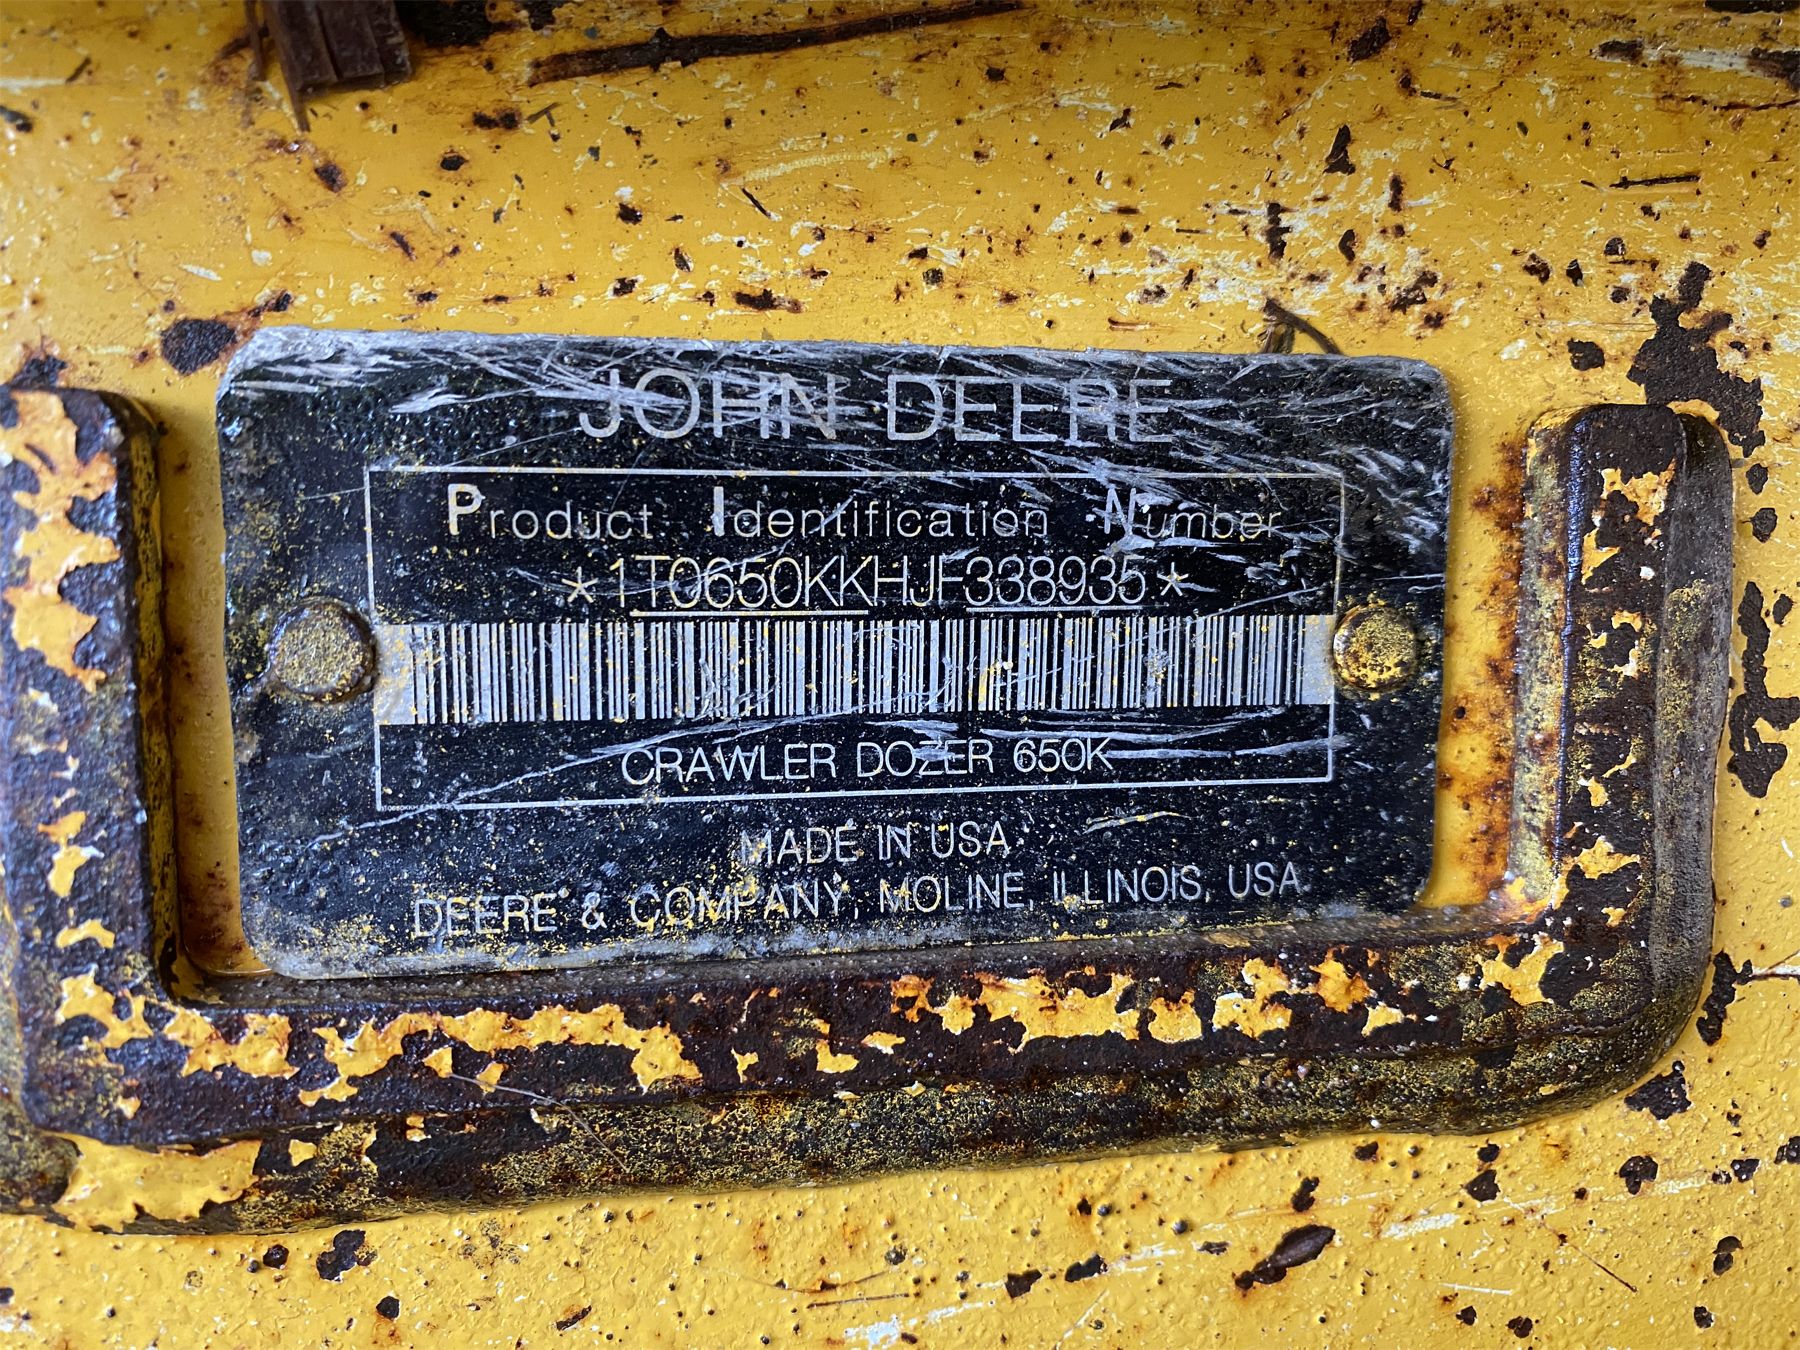 JOHN DEERE
Product Identification Number
*1T0650KKHJF338935*
CRAWLER DOZER 650K
MADE IN USA
DEERE & COMPANY, MOLINE, ILLINOIS, USA